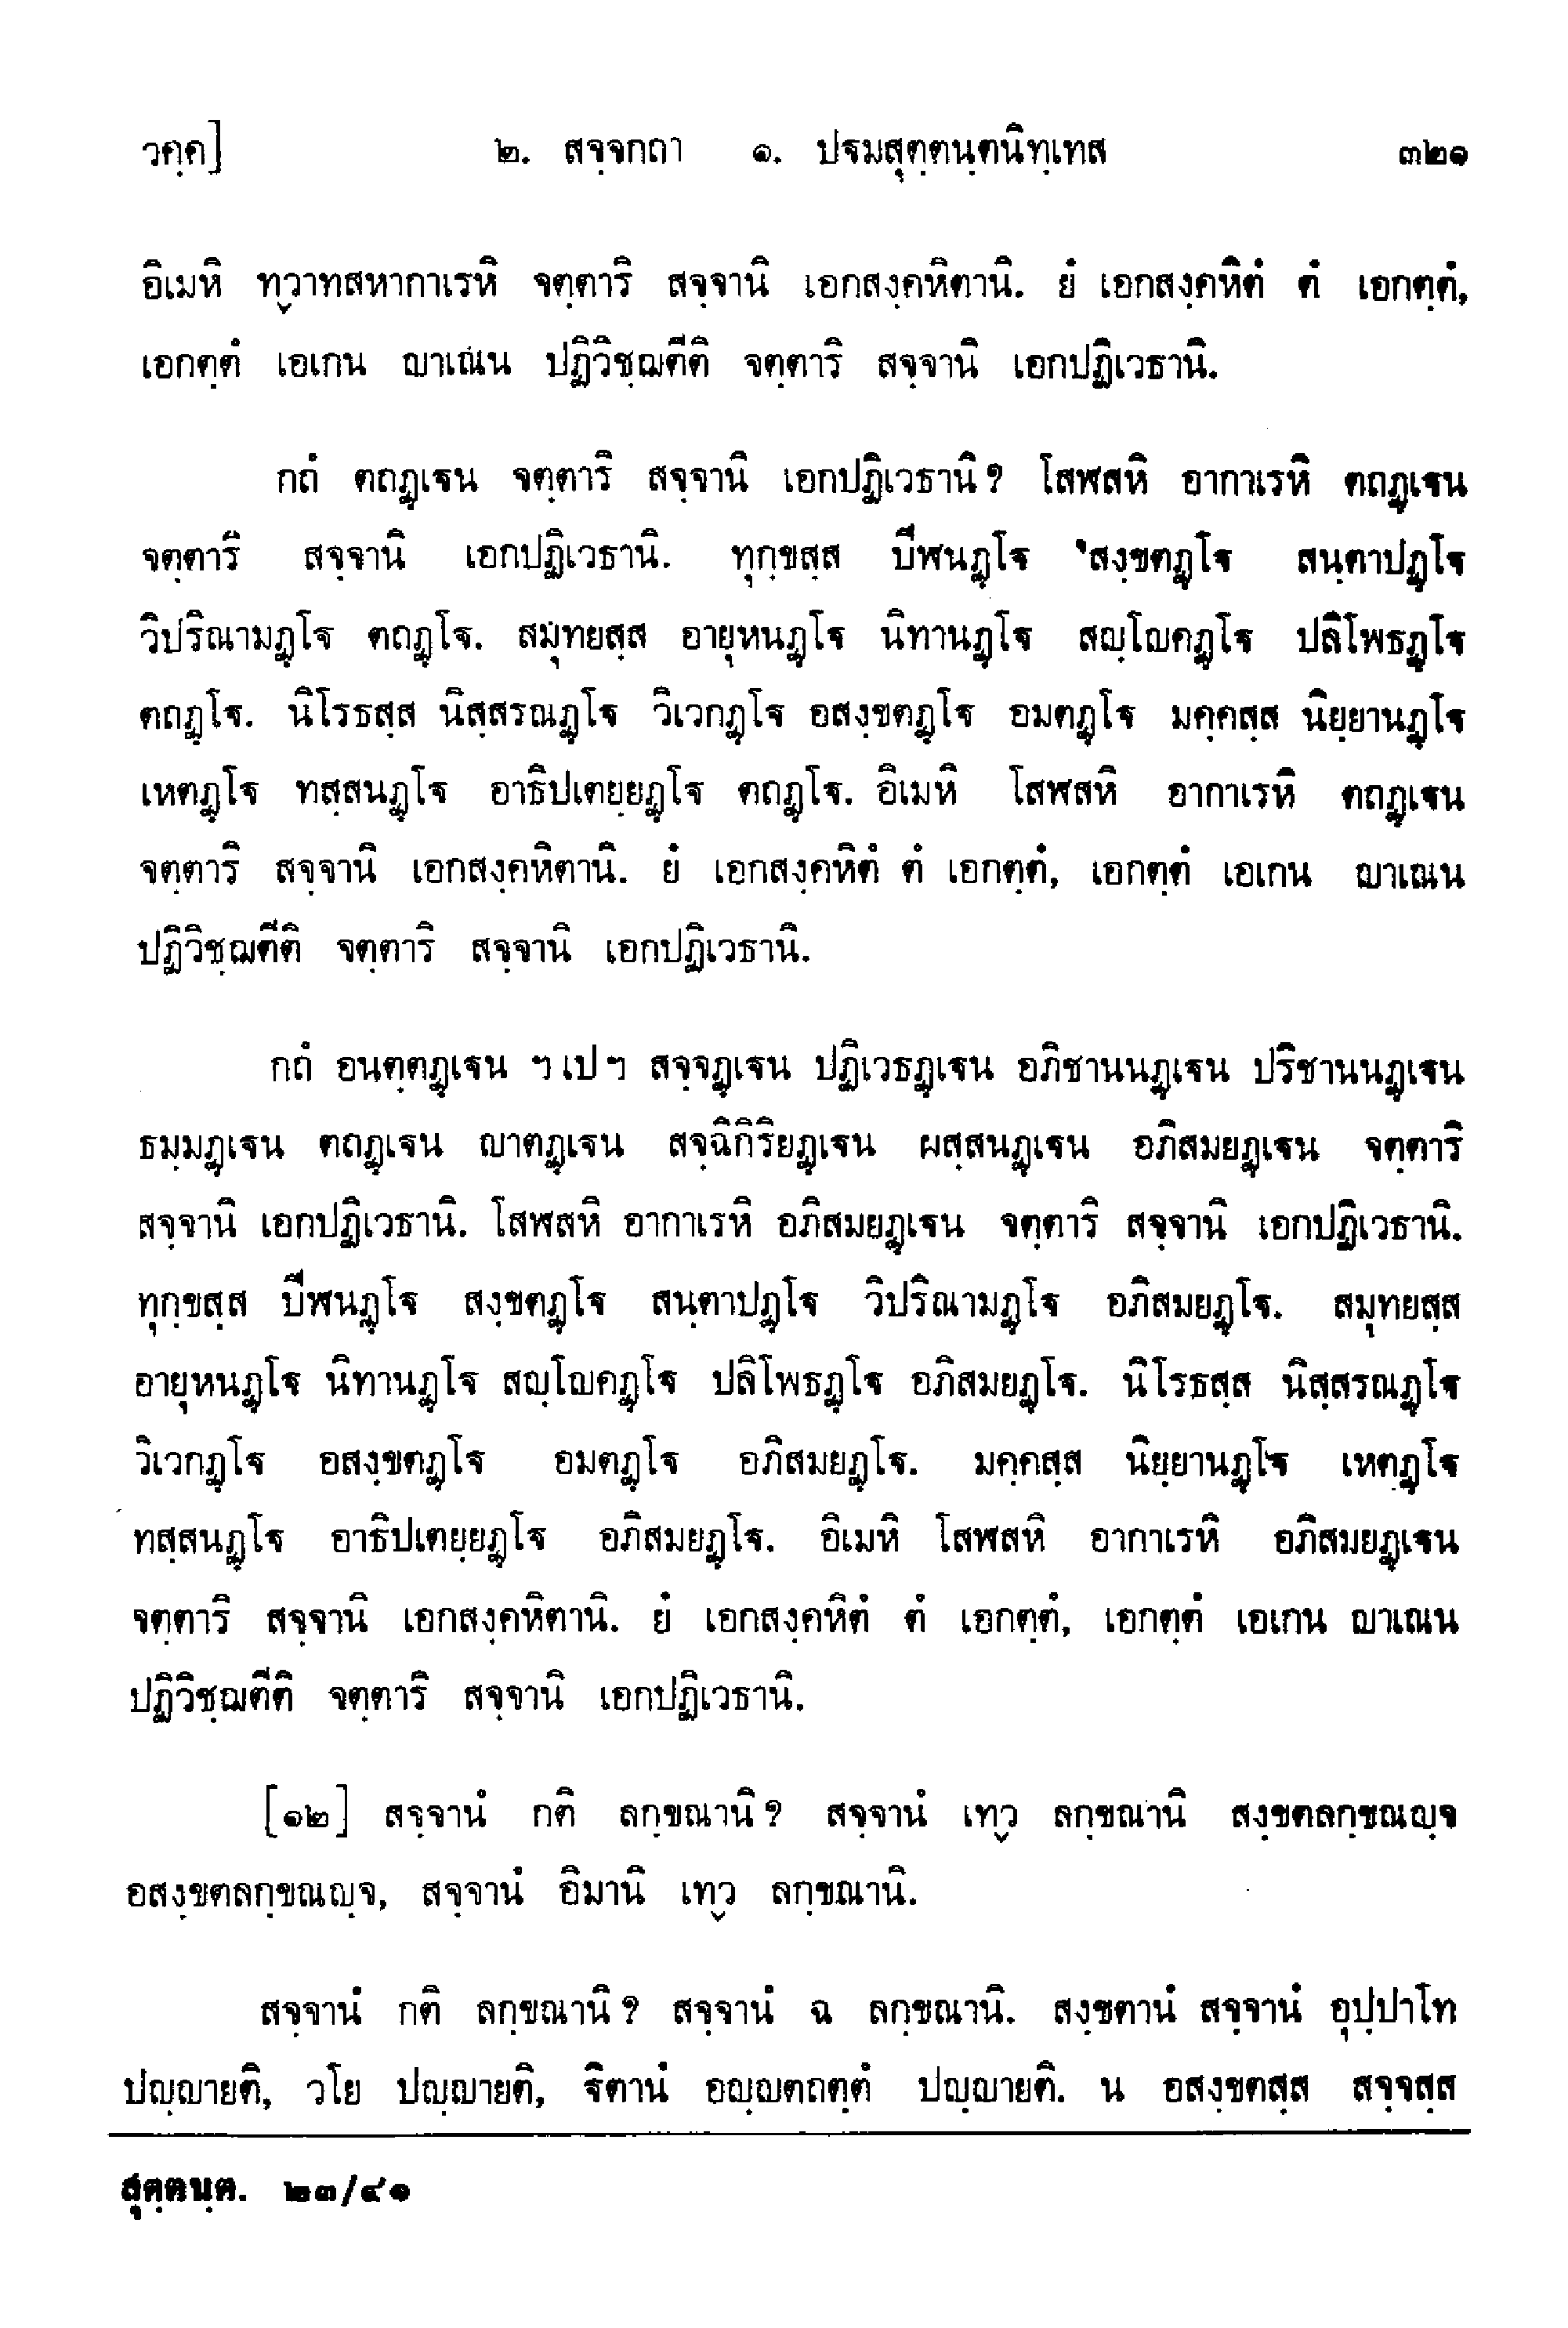 วคฺค]	๒. สจฺจกถา ๑. ปฐมสุตฺตนฺตนิทฺเทส	๓๒๑
อิเมหิ ทฺวาทสหากาเรหิ จตฺตาริ สจฺจานิ เอกสงฺคหิตานิ. ยํ เอกสงฺคหิตํ ตํ เอกตฺตํ,
เอกตฺตํ เอเกน ญาเณน ปฏิวิชฺฌตีติ จตฺตาริ สจฺจานิ เอกปฏิเวธานิ.
กถํ ตถฏฺเฐน จตฺตาริ สจฺจานิ เอกปฏิเวธานิ? โสฬสหิ อากาเรหิ ตถฏฺเฐน
จตฺตาริ สจฺจานิ เอกปฏิเวธานิ. ทุกฺขสฺส ปีฬนฏฺโฐ สงฺขตฏฺโฐ สนฺตาปฏฺโฐ
วิปริณามฏฺโฐ ตถฏฺโฐ. สมุทยสฺส อายุหนฏฺโฐ นิทานฏฺโฐ สญฺโญคฏฺโฐ ปลิโพธฏฺโฐ
ตถฏฺโฐ. นิโรธสฺส นิสฺสรณฏฺโฐ วิเวกฏฺโฐ อสงฺขตฏฺโฐ อมตฏฺโฐ มคฺคสฺส นิยฺยานฏฺโฐ
เหตฏฺโฐ ทสฺสนฏฺโฐ อาธิปเตยฺยฏฺโฐ ตถฏฺโฐ. อิเมหิ โสฬสหิ อากาเรหิ ตถฏฺเฐน
จตฺตาริ สจฺจานิ เอกสงฺคหิตานิ. ยํ เอกสงฺคหิตํ ตํ เอกตฺตํ, เอกตฺตํ เอเกน ญาเณน
ปฏิวิชฺฌตีติ จตฺตาริ สจฺจานิ เอกปฏิเวธานิ.
กถํ อนตฺตฏฺเฐน ฯ เป ฯ สจฺจฏฺเฐน ปฏิเวธฏฺเฐน อภิชานนฏฺเฐน ปริชานนฏฺเฐน
ธมฺมฏฺเฐน ตถฏฺเฐน ญาตฏฺเฐน สจฺฉิกิริยฏฺเฐน ผสฺสนฏฺเฐน อภิสมยฏฺเฐน จตฺตาริ
สจฺจานิ เอกปฏิเวธานิ. โสฬสหิ อากาเรหิ อภิสมยฏฺเฐน จตฺตาริ สจฺจานิ เอกปฏิเวธานิ.
ทุกฺขสฺส ปีฬนฏฺโฐ สงฺขตฏฺโฐ สนฺตาปฏฺโฐ วิปริณามฏฺโฐ อภิสมยฏฺโฐ. สมุทยสฺส
อายุหนฏฺโฐ นิทานฏฺโฐ สญฺโญคฏฺโฐ ปลิโพธฏฺโฐ อภิสมยฏฺโฐ. นิโรธสฺส นิสฺสรณฏฺโฐ
วิเวกฏฺโฐ อสงฺขตฏฺโฐ อมตฏฺโฐ อภิสมยฏฺโฐ. มคฺคสฺส นิยฺยานฏฺโฐ เหตฏฺโฐ
ทสฺสนฏฺโฐ อาธิปเตยฺยฏฺโฐ อภิสมยฏฺโฐ. อิเมหิ โสฬสหิ อากาเรหิ อภิสมยฏฺเฐน
จตฺตาริ สจฺจานิ เอกสงฺคหิตานิ. ยํ เอกสงฺคหิตํ ตํ เอกตฺตํ, เอกตฺตํ เอเกน ญาเณน
ปฏิวิชฺฌตีติ จตฺตาริ สจฺจานิ เอกปฏิเวธานิ.
[๑๒] สจฺจานํ กติ ลกฺขณานิ? สจฺจานํ เทฺว ลกฺขณานิ สงฺขตลกฺขณญฺจ
อสงฺขตลกฺขณญฺจ, สจฺจานํ อิมานิ เทฺว ลกฺขณานิ.
สจฺจานํ กติ ลกฺขณานิ? สจฺจานํ ฉ ลกฺขณานิ. สงฺขตานํ สจฺจานํ อุปฺปาโท
ปญฺญายติ, วโย ปญฺญายติ, ฐิตานํ อญฺญตถตฺตํ ปญฺญายติ. น อสงฺขตสฺส สจฺจสฺส
สุตฺตนฺต. ๒๓/๔๑